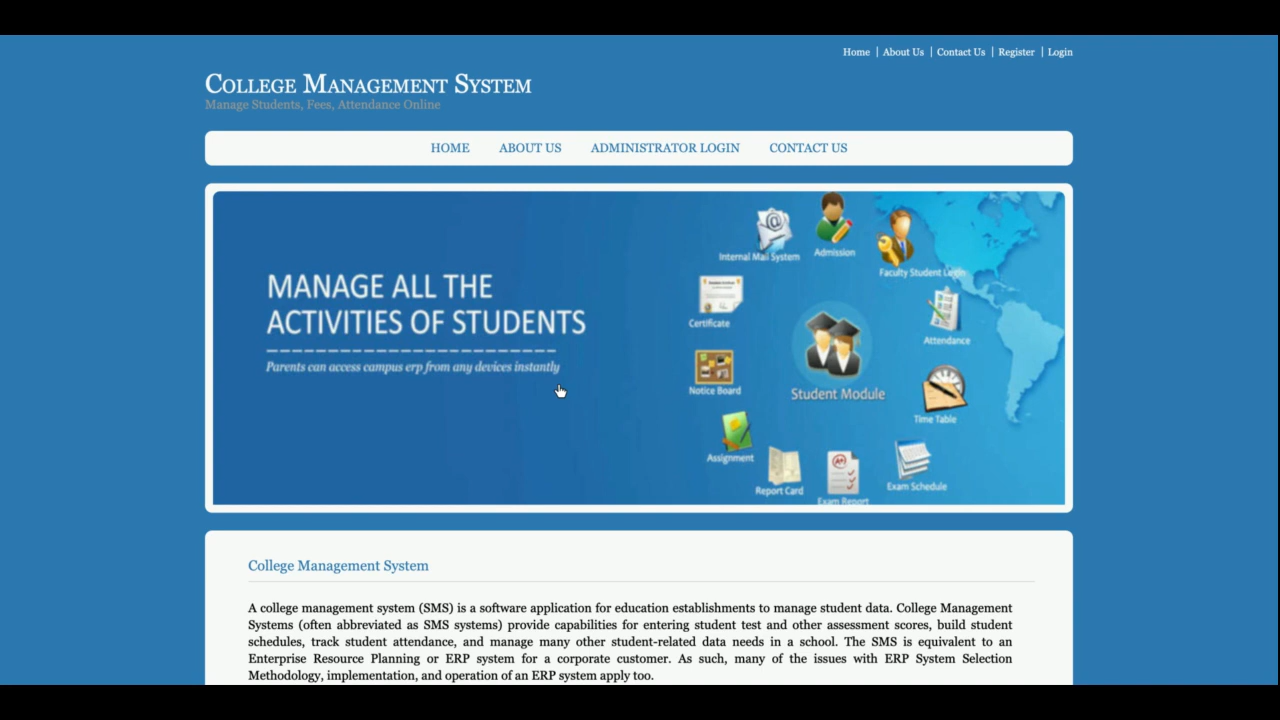 Home | About Us | Contact Us | Register | Login
College Management System
Manage Students, Fees, Attendance Online
HOME ABOUT US ADMINISTRATOR LOGIN CONTACT US
MANAGE ALL THE
ACTIVITIES OF STUDENTS
Parents can access campus erp from any devices instantly
Internal Mail System
Admission
Faculty Student Login
Certificate
Attendance
Notice Board
Student Module
Time Table
Assignment
Report Card
Exam Report
Exam Schedule
College Management System
A college management system (SMS) is a software application for education establishments to manage student data. College Management
Systems (often abbreviated as SMS systems) provide capabilities for entering student test and other assessment scores, build student
schedules, track student attendance, and manage many other student-related data needs in a school. The SMS is equivalent to an
Enterprise Resource Planning or ERP system for a corporate customer. As such, many of the issues with ERP System Selection
Methodology, implementation, and operation of an ERP system apply too.